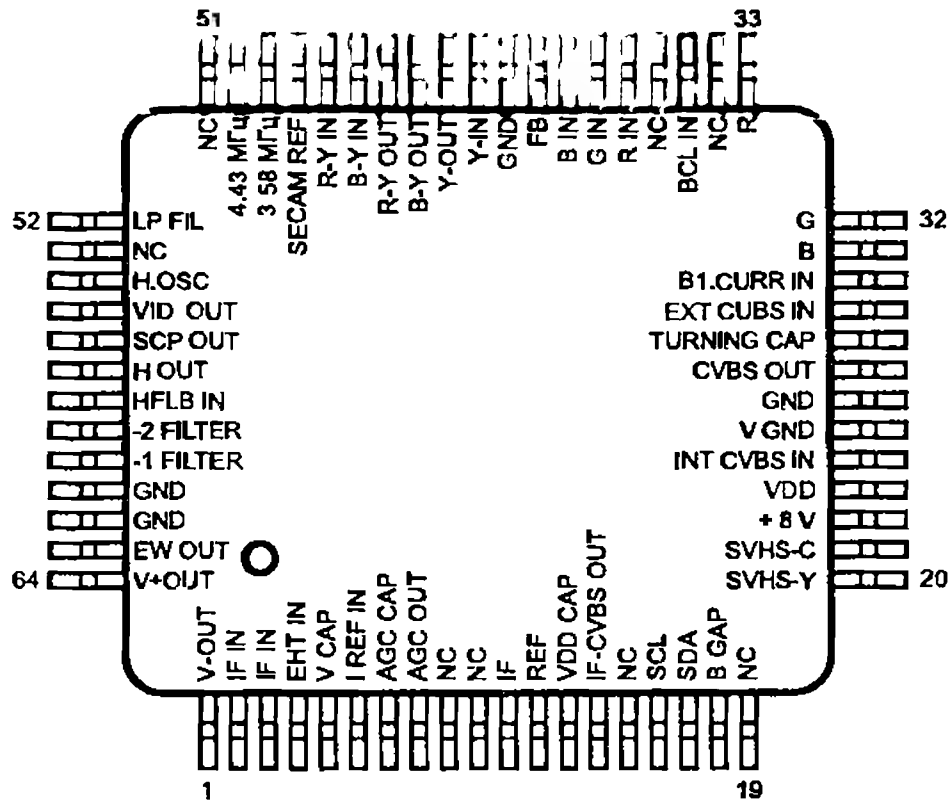 51
33
NC
4.43 МГц
3 58 МГц
SECAM REF
R-Y IN
B-Y IN
R-Y OUT
B-Y OUT
Y-OUT
Y-IN
GND
FB
B IN
G IN
R IN
NC
BCL IN
NC
R
52 LP FIL
NC
H.OSC
VID OUT
SCP OUT
H OUT
HFLB IN
-2 FILTER
-1 FILTER
GND
GND
EW OUT
64 V+OUT
G 32
B
B1.CURR IN
EXT CUBS IN
TURNING CAP
CVBS OUT
GND
V GND
INT CVBS IN
VDD
+ 8 V
SVHS-C
SVHS-Y 20
V-OUT
IF IN
IF IN
EHT IN
V CAP
I REF IN
AGC CAP
AGC OUT
NC
NC
IF
REF
VDD CAP
IF-CVBS OUT
NC
SCL
SDA
B GAP
NC
1
19